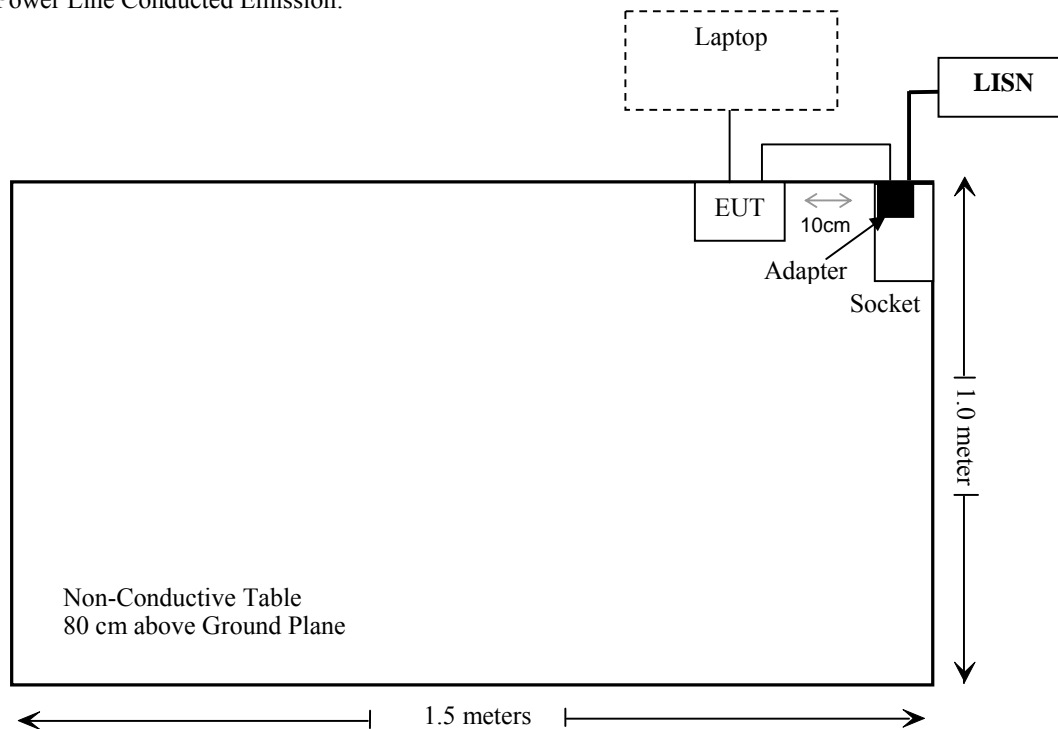 Power Line Conducted Emission:
Laptop
LISN
EUT
10cm
Adapter
Socket
1.0 meter
Non-Conductive Table
80 cm above Ground Plane
1.5 meters